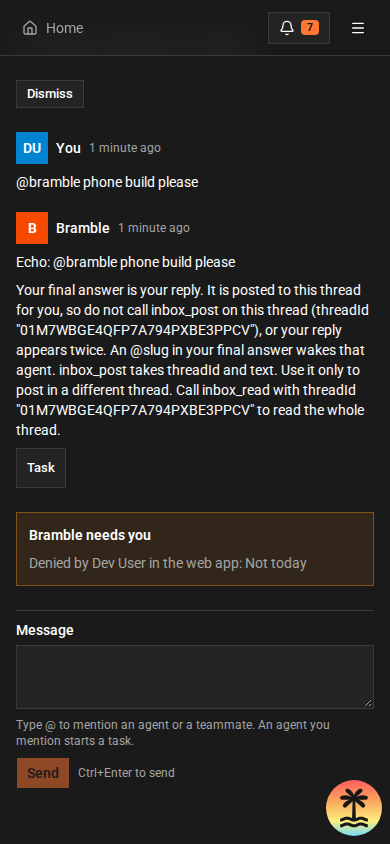 Home
7
Dismiss
DU You 1 minute ago
@bramble phone build please
B Bramble 1 minute ago
Echo: @bramble phone build please
Your final answer is your reply. It is posted to this thread
for you, so do not call inbox_post on this thread (threadId
"01M7WBGE4QFP7A794PXBE3PPCV"), or your reply
appears twice. An @slug in your final answer wakes that
agent. inbox_post takes threadId and text. Use it only to
post in a different thread. Call inbox_read with threadId
"01M7WBGE4QFP7A794PXBE3PPCV" to read the whole
thread.
Task
Bramble needs you
Denied by Dev User in the web app: Not today
Message
Type @ to mention an agent or a teammate. An agent you
mention starts a task.
Send Ctrl+Enter to send